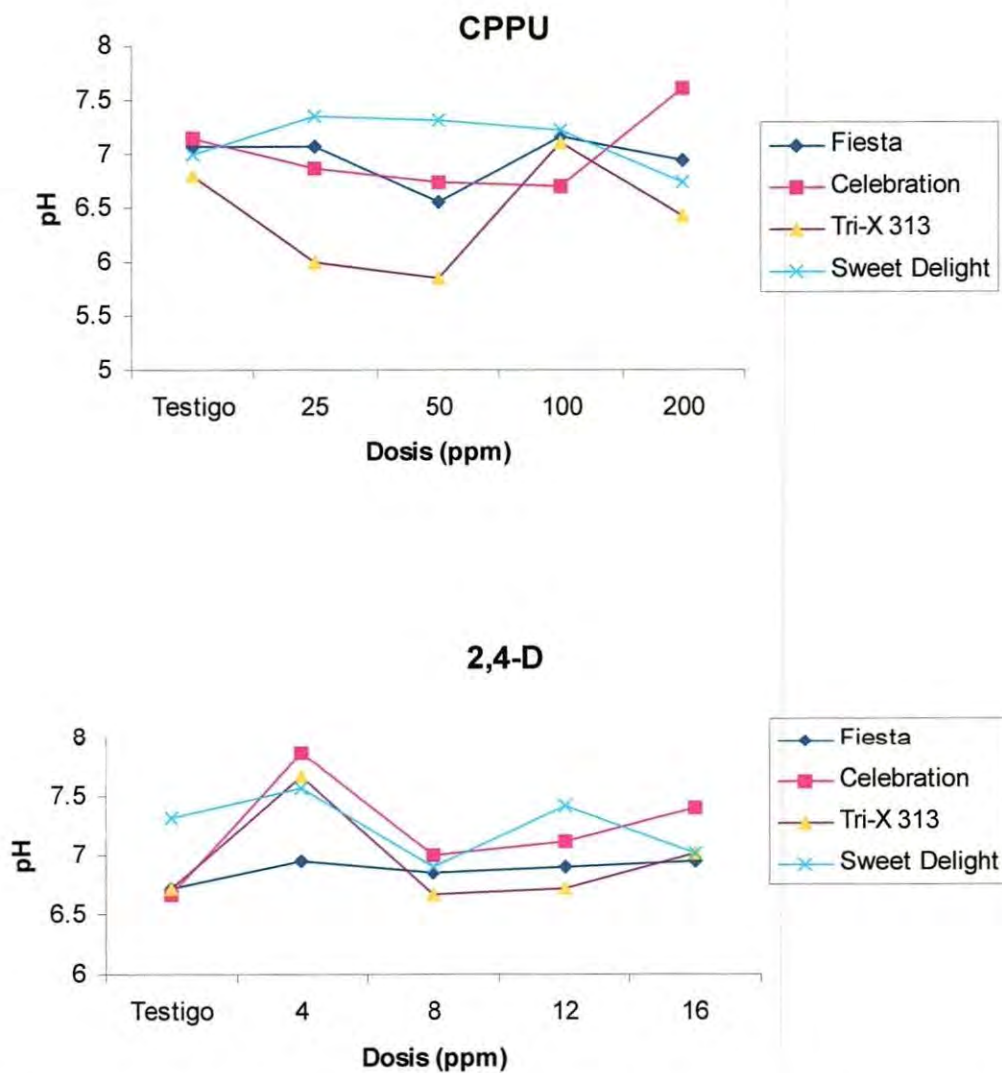 CPPU
8
7.5
7
6.5
6
5.5
5
pH
Testigo 25 50 100 200
Dosis (ppm)
Fiesta
Celebration
Tri-X 313
Sweet Delight
2,4-D
8
7.5
7
6.5
6
pH
Testigo 4 8 12 16
Dosis (ppm)
Fiesta
Celebration
Tri-X 313
Sweet Delight